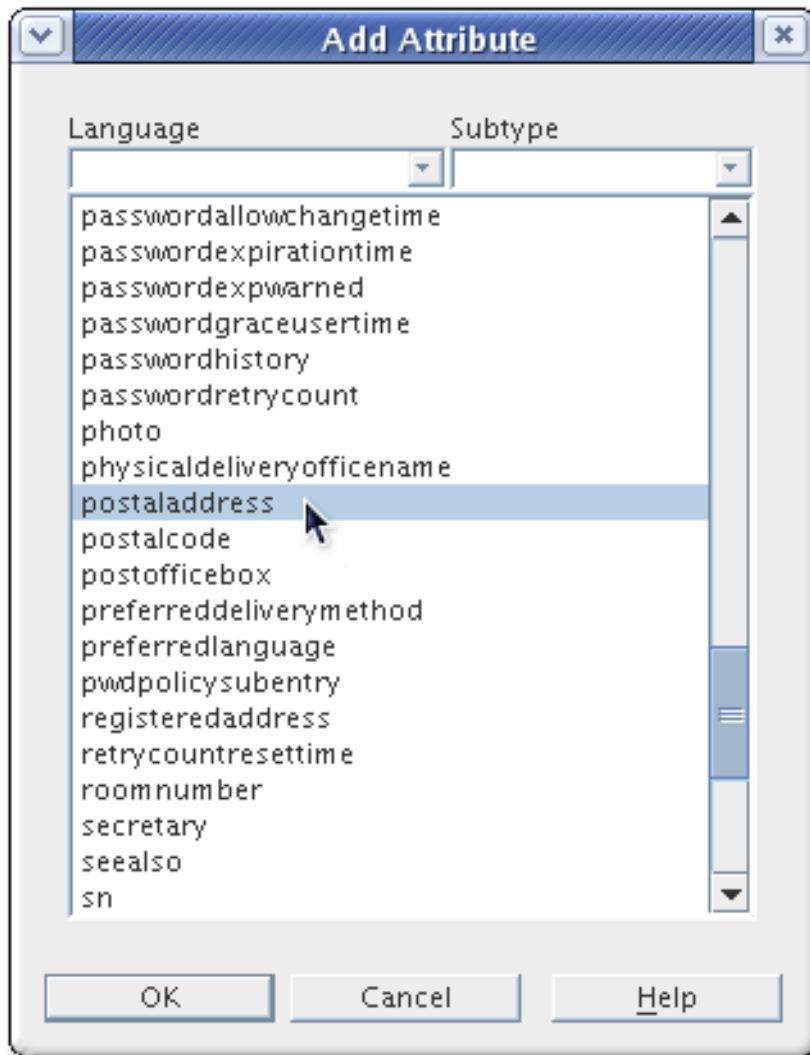 Add Attribute
Language Subtype
passwordallowchangetime
passwordexpirationtime
passwordexpwarned
passwordgraceusertime
passwordhistory
passwordretrycount
photo
physicaldeliveryofficename
postaladdress
postalcode
postofficebox
preferreddeliverymethod
preferredlanguage
pwdpolicysubentry
registeredaddress
retrycountresettime
roomnumber
secretary
seealso
sn
OK Cancel Help